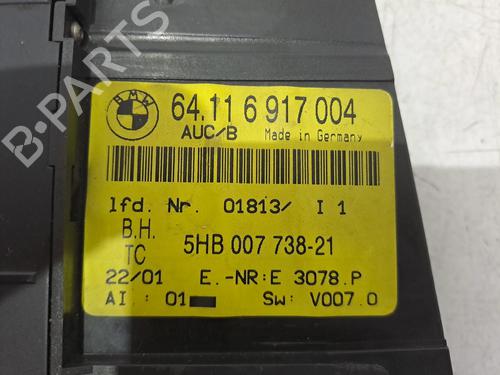 B-PARTS
BMW
64.11 6 917 004
AUC/B Made in Germany
lfd. Nr. 01813/ I 1
B.H.
TC 5HB 007 738-21
22/01 E.-NR:E 3078.P
AI : 01 SW: V007.0